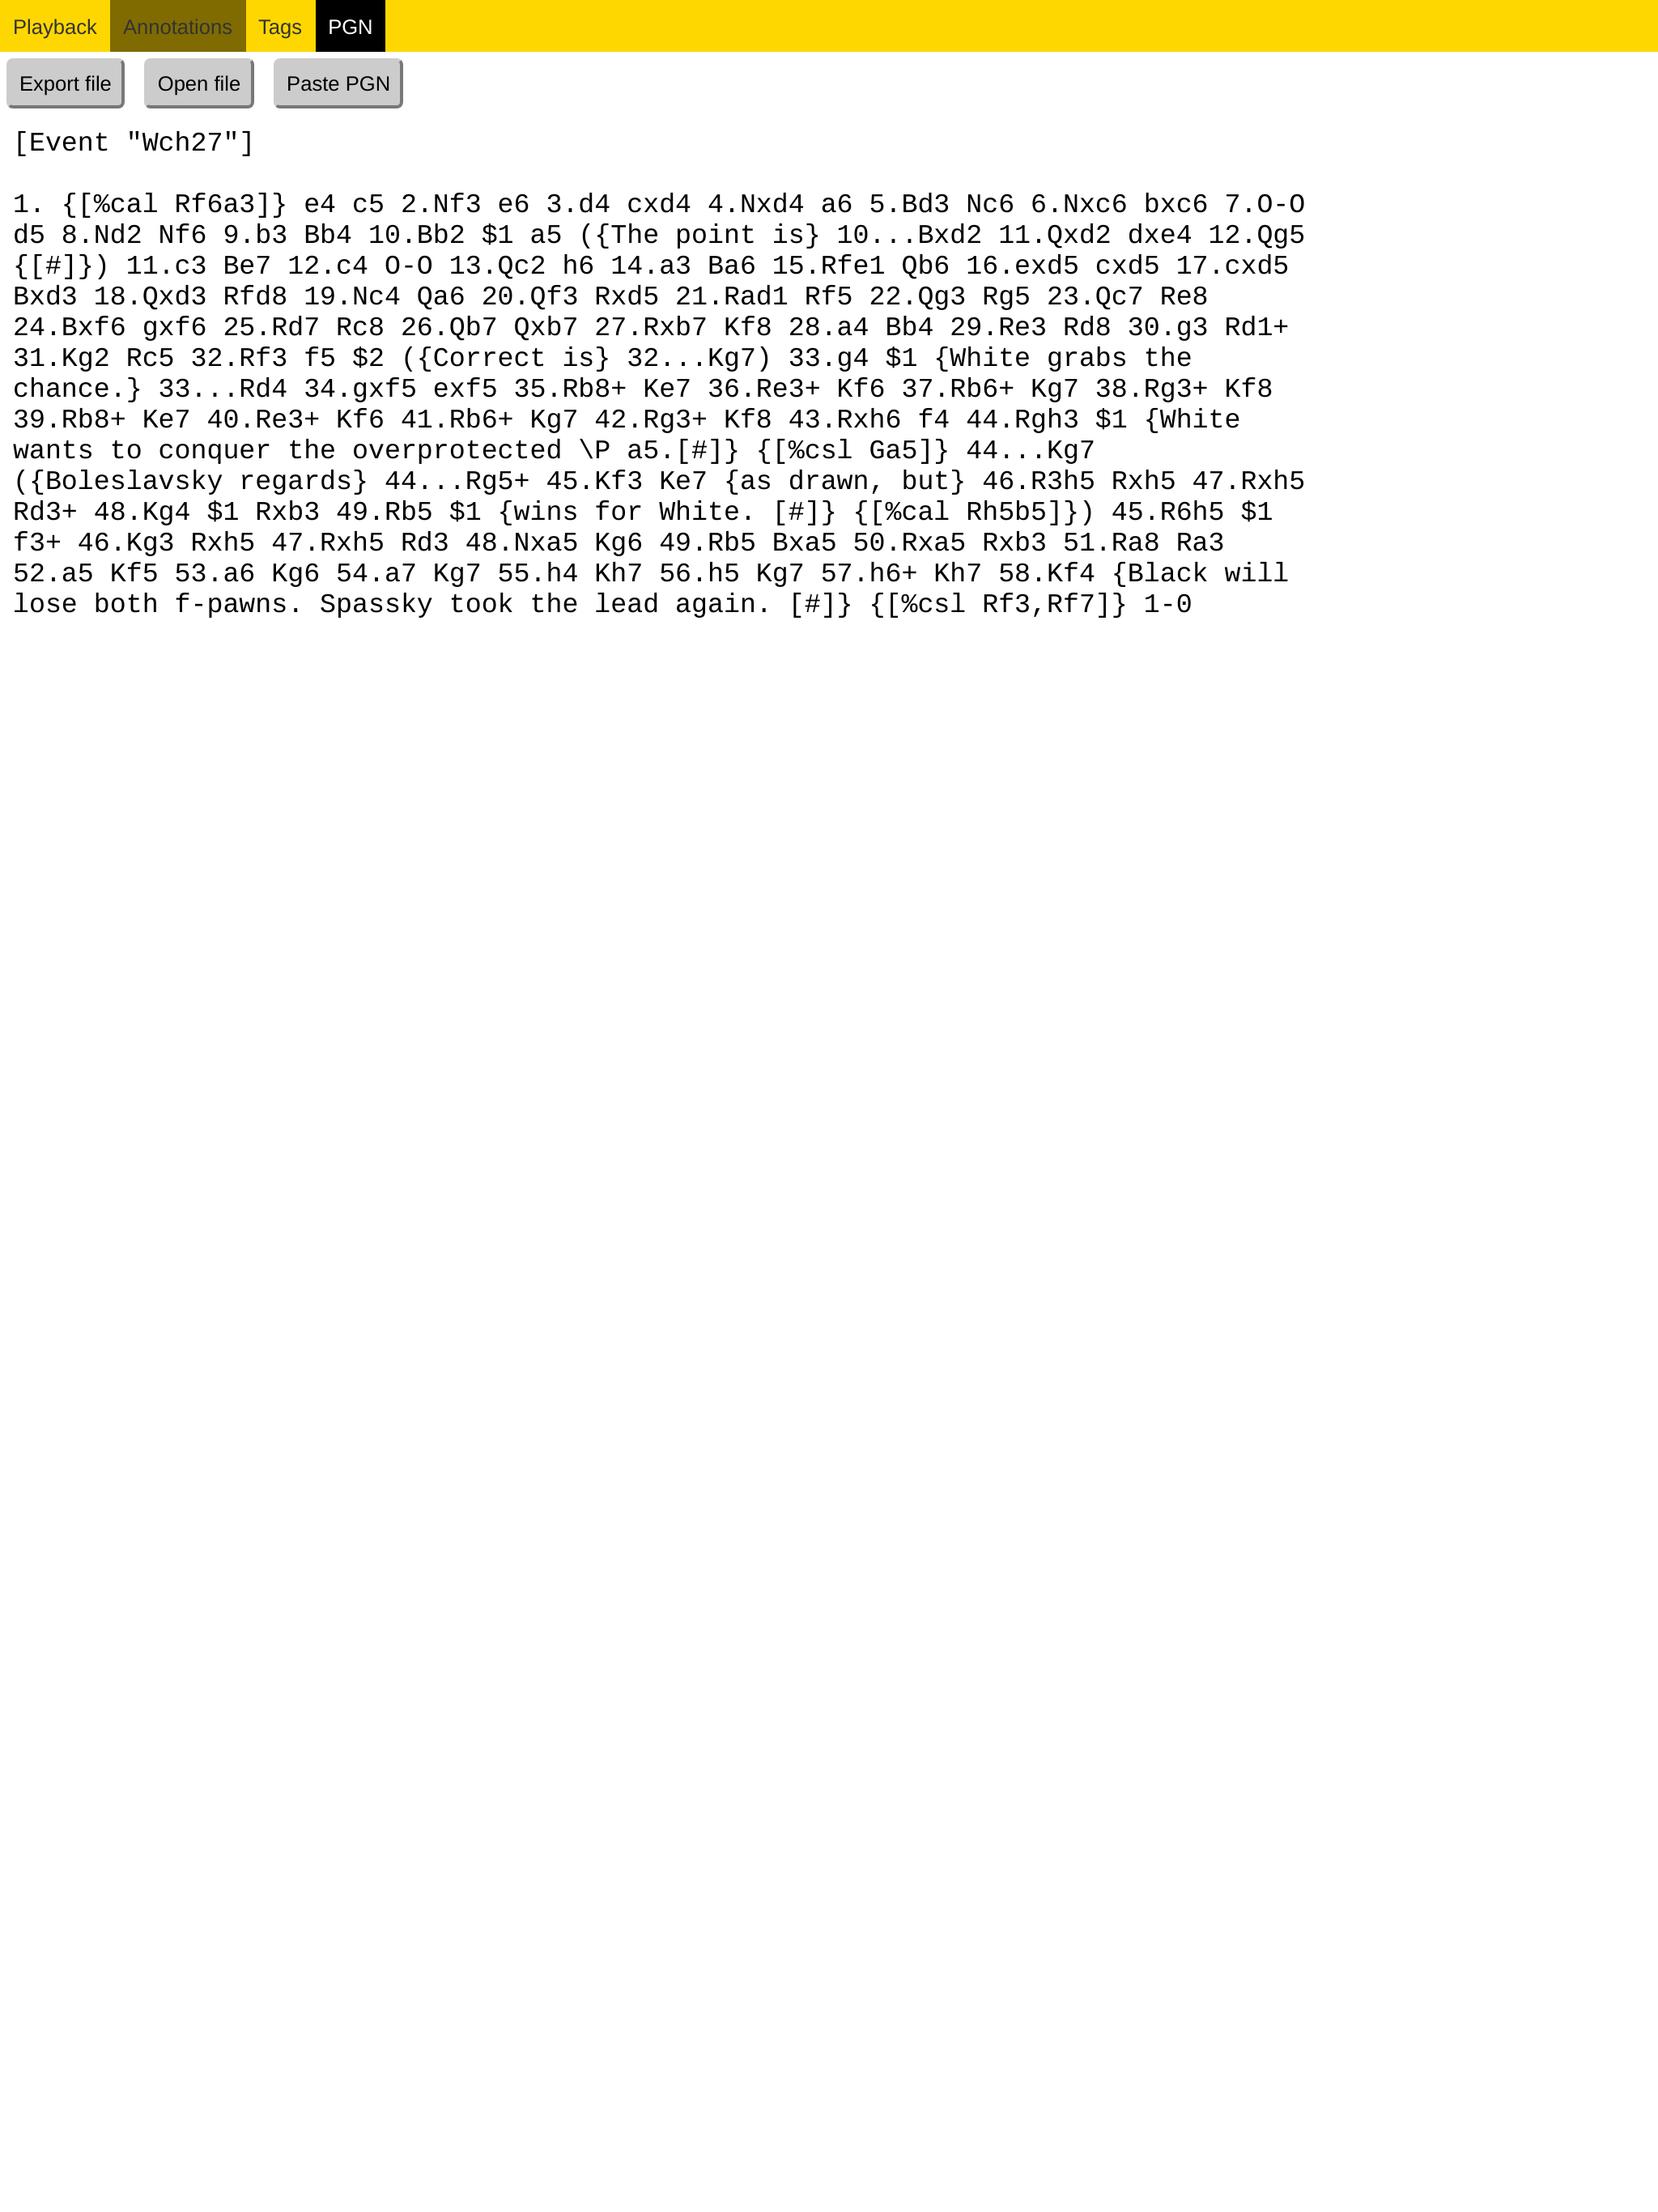 Playback Annotations Tags PGN
Export file Open file Paste PGN
[Event "Wch27"]
1. {[%cal Rf6a3]} e4 c5 2.Nf3 e6 3.d4 cxd4 4.Nxd4 a6 5.Bd3 Nc6 6.Nxc6 bxc6 7.O-O
d5 8.Nd2 Nf6 9.b3 Bb4 10.Bb2 $1 a5 ({The point is} 10...Bxd2 11.Qxd2 dxe4 12.Qg5
{[#]}) 11.c3 Be7 12.c4 O-O 13.Qc2 h6 14.a3 Ba6 15.Rfe1 Qb6 16.exd5 cxd5 17.cxd5
Bxd3 18.Qxd3 Rfd8 19.Nc4 Qa6 20.Qf3 Rxd5 21.Rad1 Rf5 22.Qg3 Rg5 23.Qc7 Re8
24.Bxf6 gxf6 25.Rd7 Rc8 26.Qb7 Qxb7 27.Rxb7 Kf8 28.a4 Bb4 29.Re3 Rd8 30.g3 Rd1+
31.Kg2 Rc5 32.Rf3 f5 $2 ({Correct is} 32...Kg7) 33.g4 $1 {White grabs the
chance.} 33...Rd4 34.gxf5 exf5 35.Rb8+ Ke7 36.Re3+ Kf6 37.Rb6+ Kg7 38.Rg3+ Kf8
39.Rb8+ Ke7 40.Re3+ Kf6 41.Rb6+ Kg7 42.Rg3+ Kf8 43.Rxh6 f4 44.Rgh3 $1 {White
wants to conquer the overprotected \P a5.[#]} {[%csl Ga5]} 44...Kg7
({Boleslavsky regards} 44...Rg5+ 45.Kf3 Ke7 {as drawn, but} 46.R3h5 Rxh5 47.Rxh5
Rd3+ 48.Kg4 $1 Rxb3 49.Rb5 $1 {wins for White. [#]} {[%cal Rh5b5]}) 45.R6h5 $1
f3+ 46.Kg3 Rxh5 47.Rxh5 Rd3 48.Nxa5 Kg6 49.Rb5 Bxa5 50.Rxa5 Rxb3 51.Ra8 Ra3
52.a5 Kf5 53.a6 Kg6 54.a7 Kg7 55.h4 Kh7 56.h5 Kg7 57.h6+ Kh7 58.Kf4 {Black will
lose both f-pawns. Spassky took the lead again. [#]} {[%csl Rf3,Rf7]} 1-0